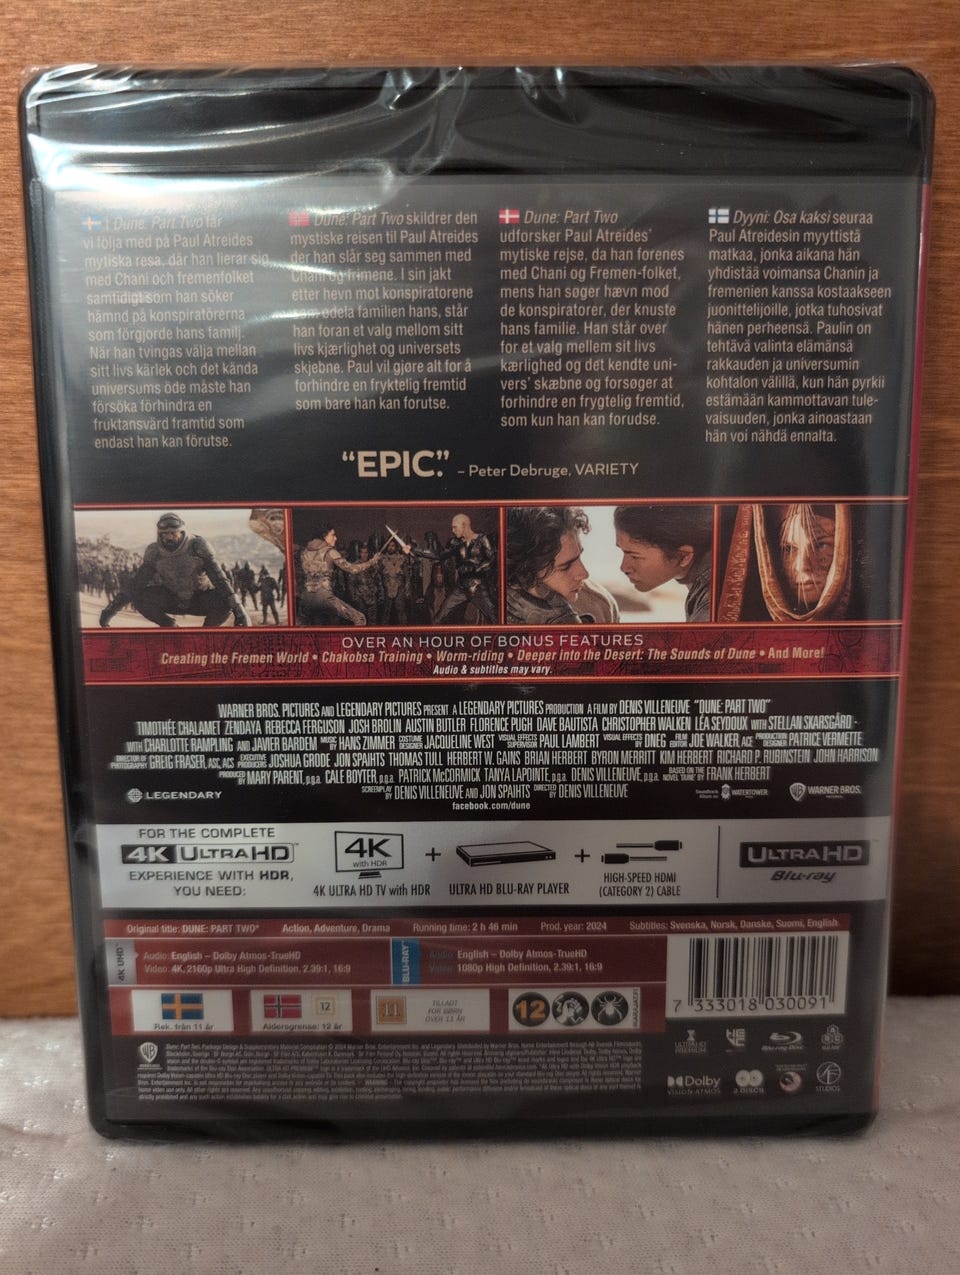 I Dune: Part Two får
vi följa med på Paul Atreides
mytiska resa, där han lierar sig
med Chani och fremenfolket
samtidigt som han söker
hämnd på konspiratörerna
som förgjorde hans familj.
När han tvingas välja mellan
sitt livs kärlek och det kända
universums öde måste han
försöka förhindra en
fruktansvärd framtid som
endast han kan förutse.
Dune: Part Two skildrer den
mystiske reisen til Paul Atreides
der han slår seg sammen med
Chani og frimene. I sin jakt
etter hevn mot konspiratorene
som ødela familien hans, står
han foran et valg mellom sitt
livs kjærlighet og universets
skjebne. Paul vil gjøre alt for å
forhindre en fryktelig fremtid
som bare han kan forutse.
Dune: Part Two
udforsker Paul Atreides'
mytiske rejse, da han forenes
med Chani og Fremen-folket,
mens han søger hævn mod
de konspiratorer, der knuste
hans familie. Han står over
for et valg mellem sit livs
kærlighed og det kendte uni-
vers' skæbne og forsøger at
forhindre en frygtelig fremtid,
som kun han kan forudse.
Dyyni: Osa kaksi seuraa
Paul Atreidesin myyttistä
matkaa, jonka aikana hän
yhdistää voimansa Chanin ja
fremenien kanssa kostaakseen
juonittelijoille, jotka tuhosivat
hänen perheensä. Paulin on
tehtävä valinta elämänsä
rakkauden ja universumin
kohtalon välillä, kun hän pyrkii
estämään kammottavan tule-
vaisuuden, jonka ainoastaan
hän voi nähdä ennalta.
"EPIC." – Peter Debruge, VARIETY
OVER AN HOUR OF BONUS FEATURES
Creating the Fremen World • Chakobsa Training • Worm-riding • Deeper into the Desert: The Sounds of Dune • And More!
Audio & subtitles may vary.
WARNER BROS. PICTURES AND LEGENDARY PICTURES PRESENT A LEGENDARY PICTURES PRODUCTION A FILM BY DENIS VILLENEUVE "DUNE: PART TWO"
TIMOTHÉE CHALAMET ZENDAYA REBECCA FERGUSON JOSH BROLIN AUSTIN BUTLER FLORENCE PUGH DAVE BAUTISTA CHRISTOPHER WALKEN LÉA SEYDOUX WITH STELLAN SKARSGÅRD
WITH CHARLOTTE RAMPLING AND JAVIER BARDEM MUSIC BY HANS ZIMMER COSTUME DESIGNER JACQUELINE WEST VISUAL EFFECTS SUPERVISOR PAUL LAMBERT VISUAL EFFECTS BY DNEG FILM EDITOR JOE WALKER, ACE PRODUCTION DESIGNER PATRICE VERMETTE
DIRECTOR OF PHOTOGRAPHY GREIG FRASER, ASC, ACS EXECUTIVE PRODUCERS JOSHUA GRODE JON SPAIHTS THOMAS TULL HERBERT W. GAINS BRIAN HERBERT BYRON MERRITT KIM HERBERT RICHARD P. RUBINSTEIN JOHN HARRISON
PRODUCED BY MARY PARENT, p.g.a. CALE BOYTER, p.g.a. PATRICK McCORMICK TANYA LAPOINTE, p.g.a. DENIS VILLENEUVE, p.g.a. BASED ON THE NOVEL 'DUNE' BY FRANK HERBERT
SCREENPLAY BY DENIS VILLENEUVE AND JON SPAIHTS DIRECTED BY DENIS VILLENEUVE
LEGENDARY
facebook.com/dune
Soundtrack Album on WATERTOWER
WARNER BROS.
FOR THE COMPLETE
4K ULTRA HD
EXPERIENCE WITH HDR,
YOU NEED:
4K
with HDR
4K ULTRA HD TV with HDR
+
ULTRA HD BLU-RAY PLAYER
+
HIGH-SPEED HDMI
(CATEGORY 2) CABLE
ULTRA HD
Blu-ray
Original title: DUNE: PART TWO* Action, Adventure, Drama Running time: 2 h 46 min Prod. year: 2024 Subtitles: Svenska, Norsk, Danske, Suomi, English
4K UHD
Audio: English – Dolby Atmos-TrueHD
Video: 4K, 2160p Ultra High Definition, 2.39:1, 16:9
BLU-RAY
Audio: English – Dolby Atmos-TrueHD
Video: 1080p High Definition, 2.39:1, 16:9
Rek. från 11 år
12
Aldersgrense: 12 år
11
TILLADT
FOR BØRN
OVER 11 ÅR
12
7 333018 030091
ULTRA HD
PREMIUM
Blu-ray Disc
Dolby
VISION·ATMOS
2 DISCS
SF
STUDIOS